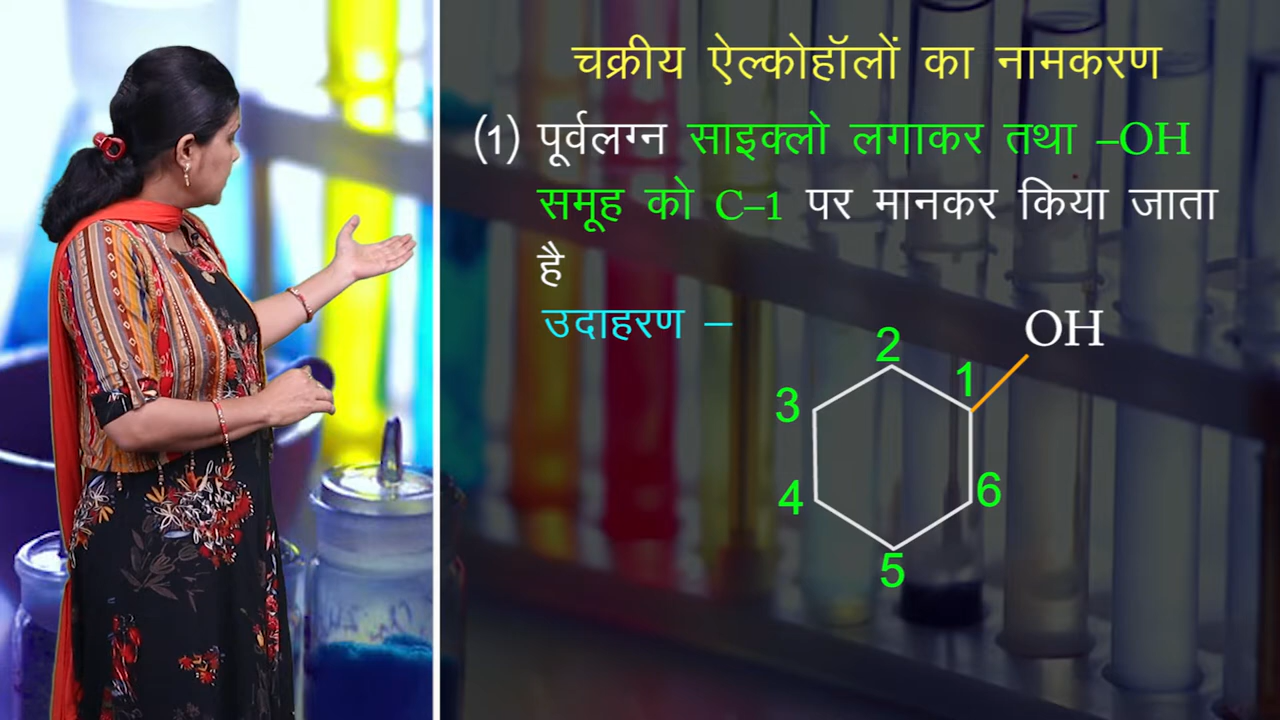 चक्रीय ऐल्कोहॉलों का नामकरण
(1) पूर्वलग्न साइक्लो लगाकर तथा –OH
समूह को C–1 पर मानकर किया जाता
है
उदाहरण –
OH
2
1
3
4
6
5